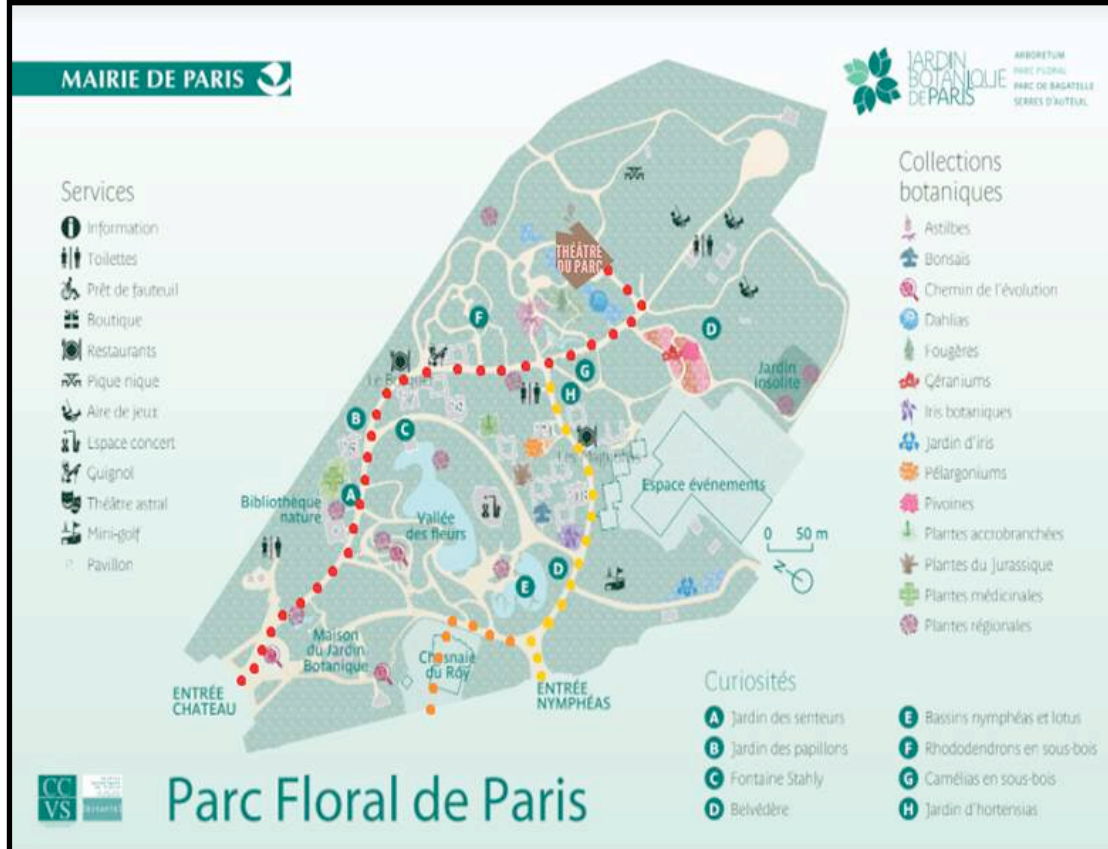 MAIRIE DE PARIS
JARDIN
BOTANIQUE
DE PARIS
ARBORETUM
PARC FLORAL
PARC DE BAGATELLE
SERRES D'AUTEUIL
Services
Information
Toilettes
Prêt de fauteuil
Boutique
Restaurants
Pique nique
Aire de jeux
Espace concert
Guignol
Théâtre astral
Mini-golf
Pavillon
THÉÂTRE
DU PARC
F
D
G
H
Jardin
insolite
B
C
A
Bibliothèque
nature
Vallée
des fleurs
Espace événements
0 50 m
N
D
E
Maison
du Jardin
Botanique
Chesnaie
du Roy
ENTRÉE
CHATEAU
ENTRÉE
NYMPHÉAS
Collections
botaniques
Astilbes
Bonsais
Chemin de l'évolution
Dahlias
Fougères
Géraniums
Iris botaniques
Jardin d'iris
Pélargoniums
Pivoines
Plantes accrobranchées
Plantes du Jurassique
Plantes médicinales
Plantes régionales
Curiosités
A Jardin des senteurs
B Jardin des papillons
C Fontaine Stahly
D Belvédère
E Bassins nymphéas et lotus
F Rhododendrons en sous-bois
G Camélias en sous-bois
H Jardin d'hortensias
CC
VS
Parc Floral de Paris